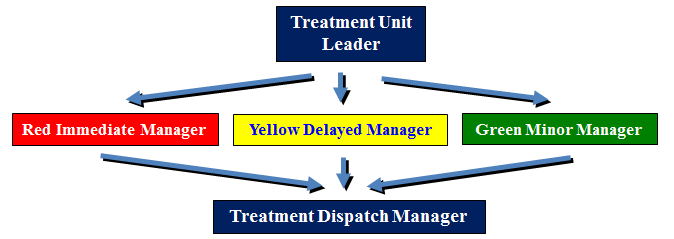 Treatment Unit
Leader
Red Immediate Manager
Yellow Delayed Manager
Green Minor Manager
Treatment Dispatch Manager